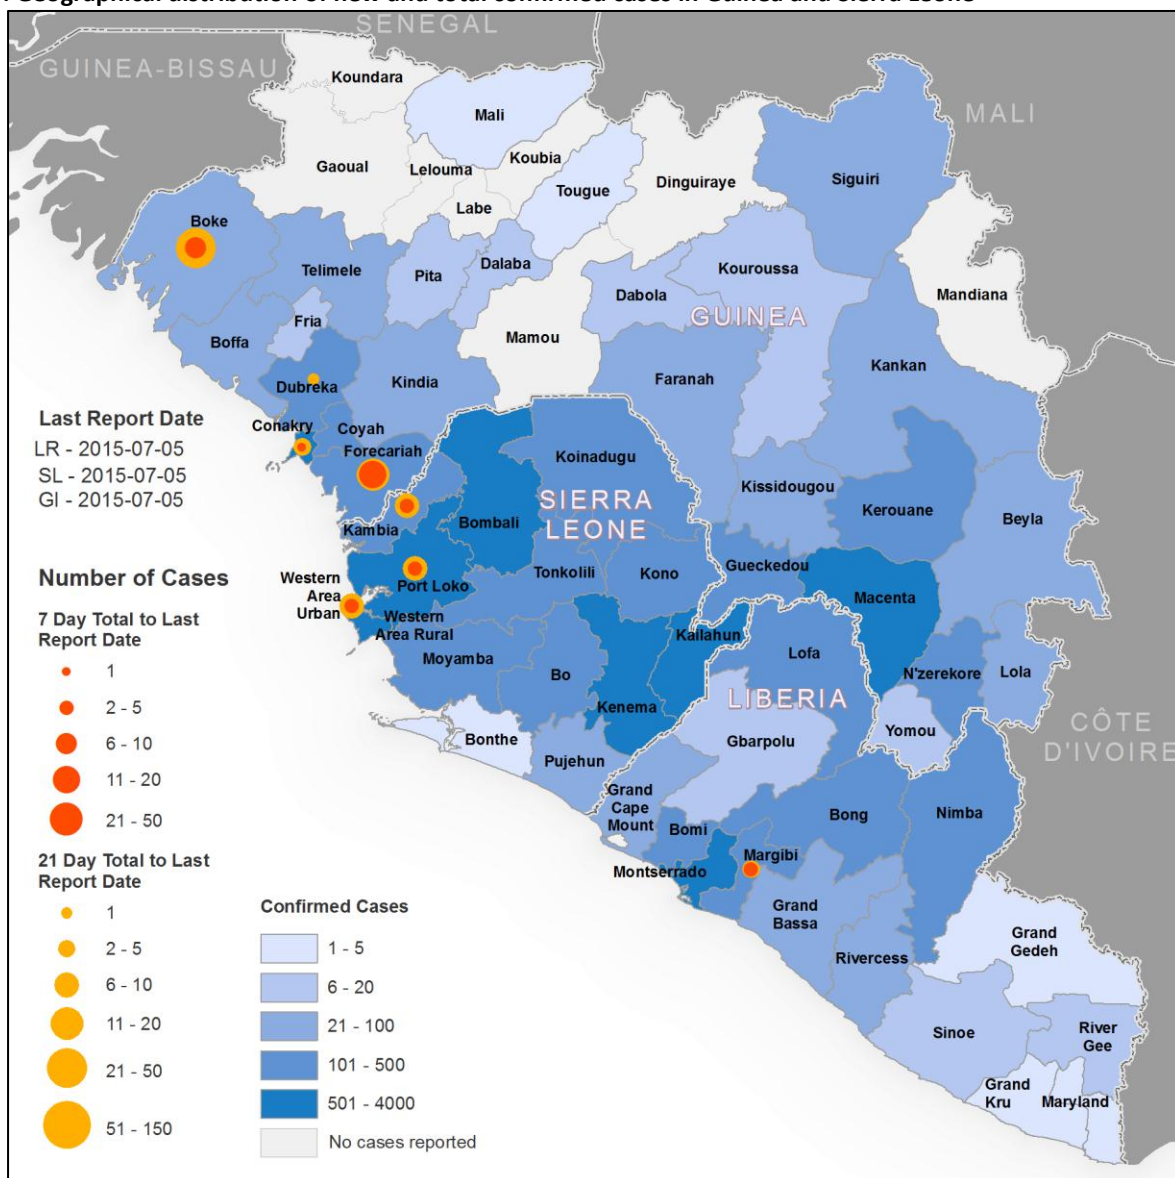 Geographical distribution of new and total confirmed cases in Guinea and Sierra Leone
SENEGAL
GUINEA-BISSAU
Koundara
MALI
Mali
Gaoual
Lelouma
Koubia
Labe
Tougue
Dinguiraye
Siguiri
Boke
Telimele
Pita
Dalaba
Kouroussa
Mandiana
Dabola
GUINEA
Fria
Boffa
Mamou
Dubreka
Kindia
Faranah
Kankan
Last Report Date
LR - 2015-07-05
SL - 2015-07-05
GI - 2015-07-05
Conakry
Coyah
Forecariah
Koinadugu
Kissidougou
Kerouane
Beyla
SIERRA
LEONE
Kambia
Bombali
Port Loko
Tonkolili
Kono
Gueckedou
Macenta
Western
Area
Urban
Western
Area Rural
Moyamba
Bo
Kailahun
Kenema
Lofa
N'zerekore
Lola
LIBERIA
Yomou
CÔTE
D'IVOIRE
Bonthe
Pujehun
Gbarpolu
Grand
Cape
Mount
Bomi
Bong
Nimba
Montserrado
Margibi
Grand
Bassa
Rivercess
Grand
Gedeh
Sinoe
River
Gee
Grand
Kru
Maryland
Number of Cases
7 Day Total to Last
Report Date
1
2 - 5
6 - 10
11 - 20
21 - 50
21 Day Total to Last
Report Date
1
2 - 5
6 - 10
11 - 20
21 - 50
51 - 150
Confirmed Cases
1 - 5
6 - 20
21 - 100
101 - 500
501 - 4000
No cases reported